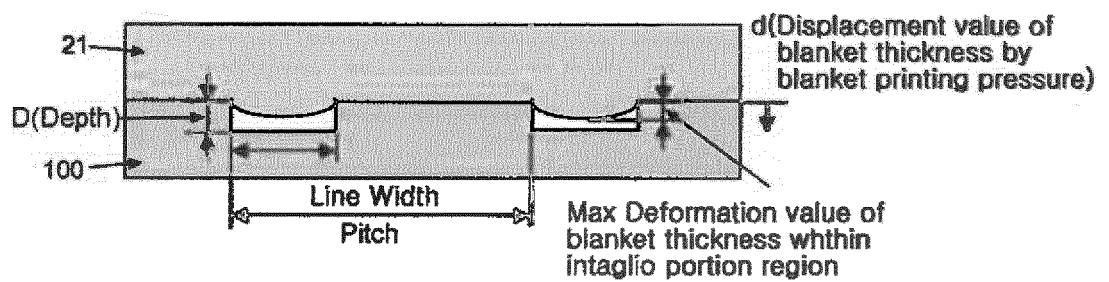 21
d(Displacement value of
blanket thickness by
blanket printing pressure)
D(Depth)
100
Line Width
Pitch
Max Deformation value of
blanket thickness whthin
intaglio portion region